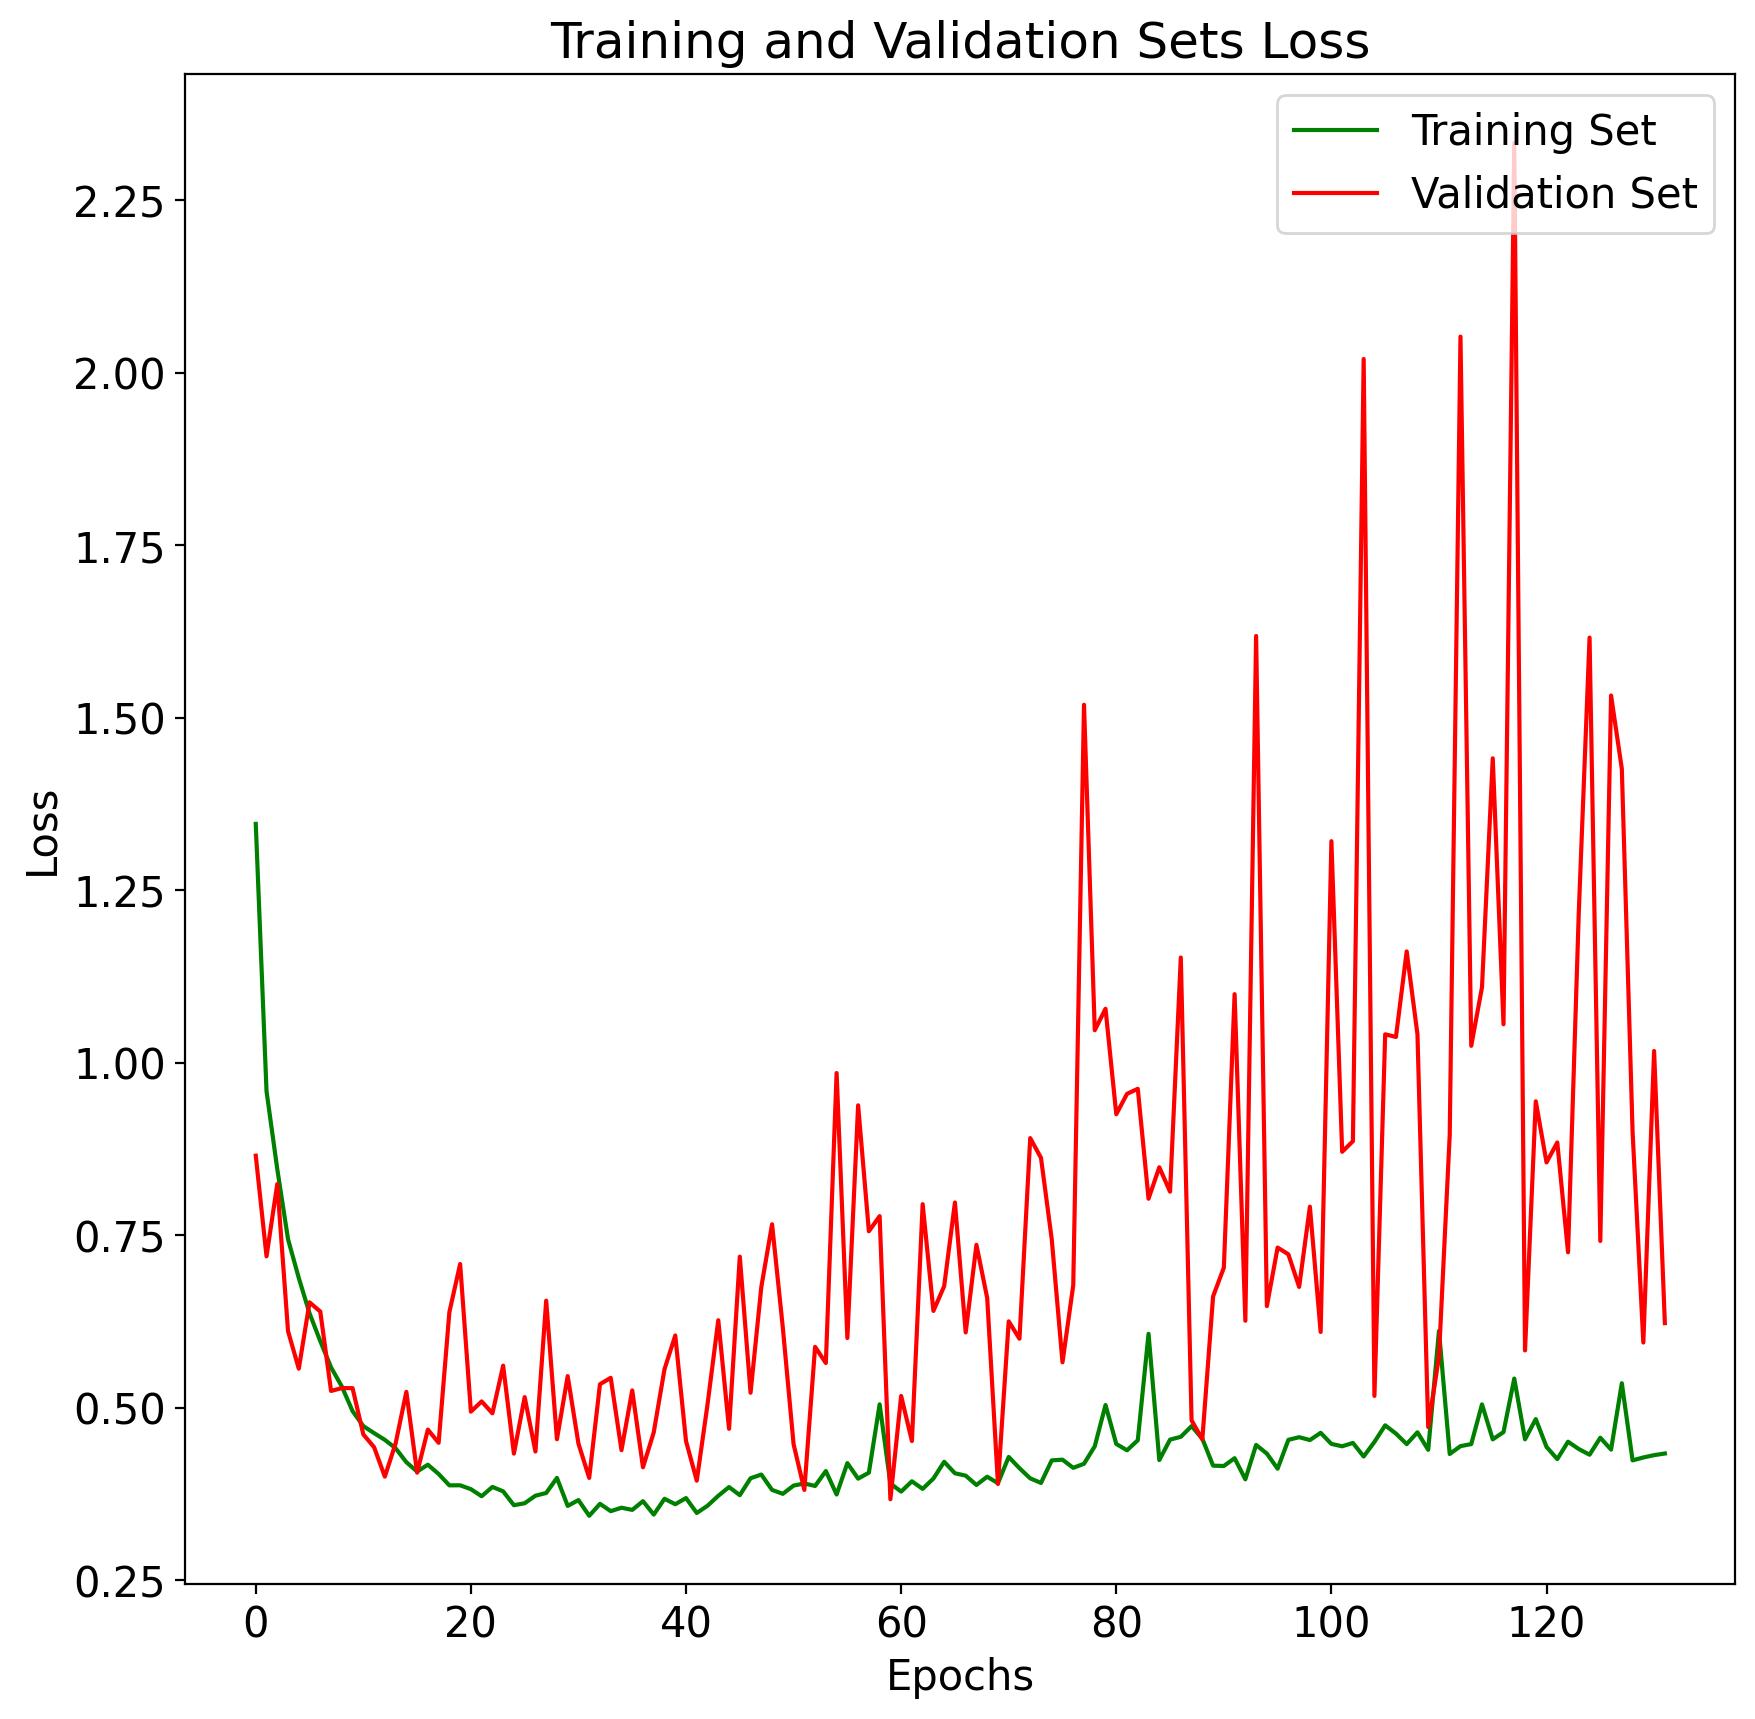 Training and Validation Sets Loss
Training Set
Validation Set
2.25
2.00
1.75
1.50
1.25
1.00
0.75
0.50
0.25
Loss
0 20 40 60 80 100 120
Epochs